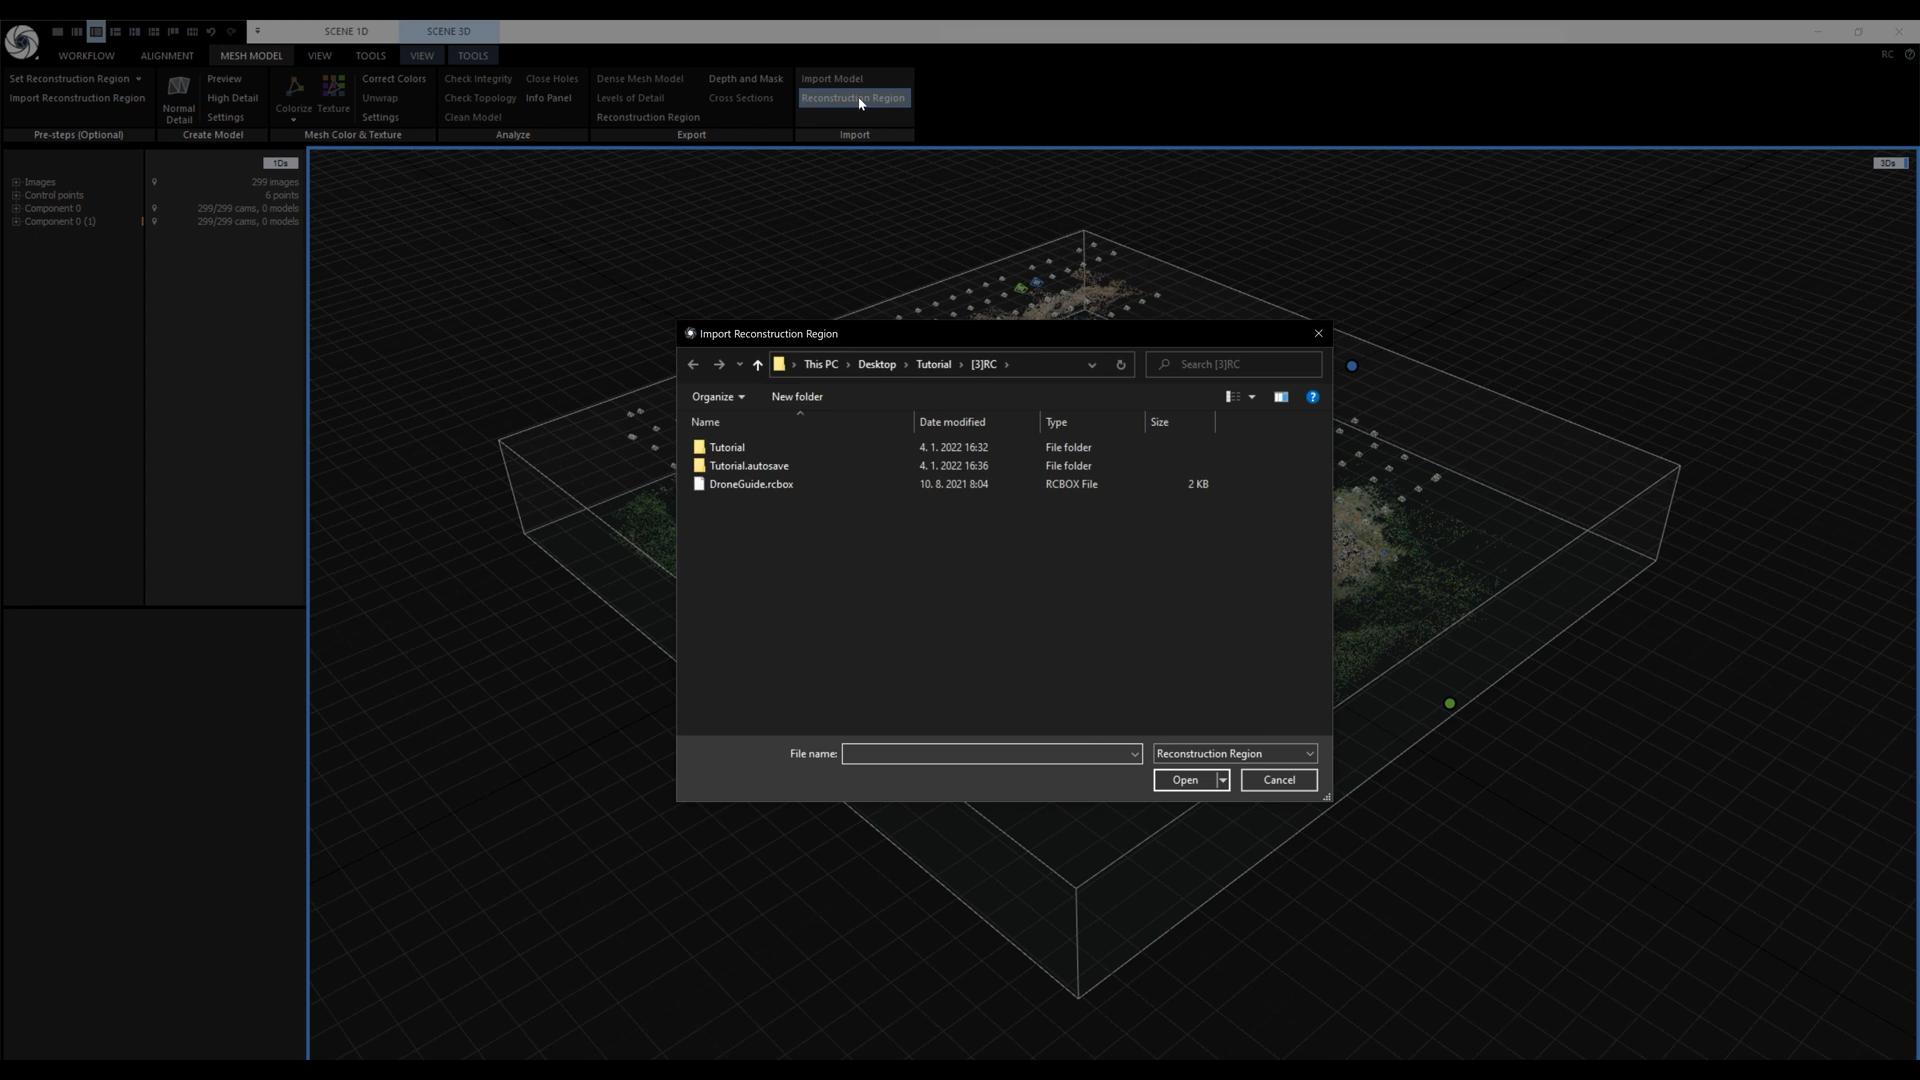 SCENE 1D SCENE 3D
WORKFLOW ALIGNMENT MESH MODEL VIEW TOOLS VIEW TOOLS RC
Set Reconstruction Region
Import Reconstruction Region
Pre-steps (Optional)
Normal Detail
Preview
High Detail
Settings
Create Model
Colorize
Texture
Correct Colors
Unwrap
Settings
Mesh Color & Texture
Check Integrity Close Holes
Check Topology Info Panel
Clean Model
Analyze
Dense Mesh Model Depth and Mask
Levels of Detail Cross Sections
Reconstruction Region
Export
Import Model
Reconstruction Region
Import
1Ds
Images 299 images
Control points 6 points
Component 0 299/299 cams, 0 models
Component 0 (1) 299/299 cams, 0 models
3Ds
Import Reconstruction Region
This PC > Desktop > Tutorial > [3]RC >
Search [3]RC
Organize New folder
Name Date modified Type Size
Tutorial 4. 1. 2022 16:32 File folder
Tutorial.autosave 4. 1. 2022 16:36 File folder
DroneGuide.rcbox 10. 8. 2021 8:04 RCBOX File 2 KB
File name: Reconstruction Region
Open Cancel